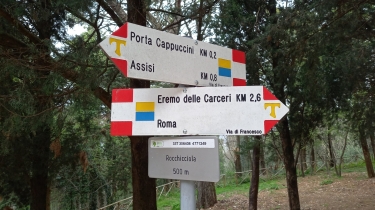 Porta Cappuccini KM 0,2
Assisi KM 0,8
Eremo delle Carceri KM 2,6
Roma
Via di Francesco
Rocchicciola
500 m